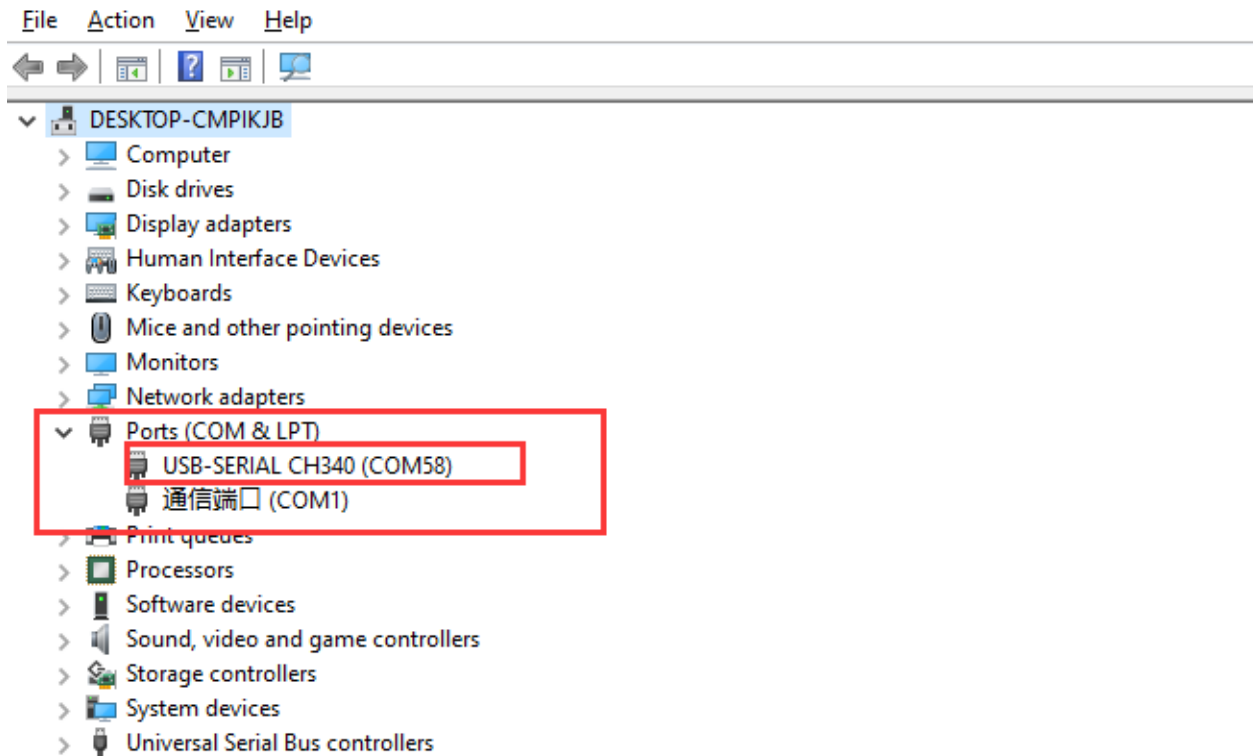 File Action View Help
DESKTOP-CMPIKJB
Computer
Disk drives
Display adapters
Human Interface Devices
Keyboards
Mice and other pointing devices
Monitors
Network adapters
Ports (COM & LPT)
USB-SERIAL CH340 (COM58)
通信端口 (COM1)
Print queues
Processors
Software devices
Sound, video and game controllers
Storage controllers
System devices
Universal Serial Bus controllers